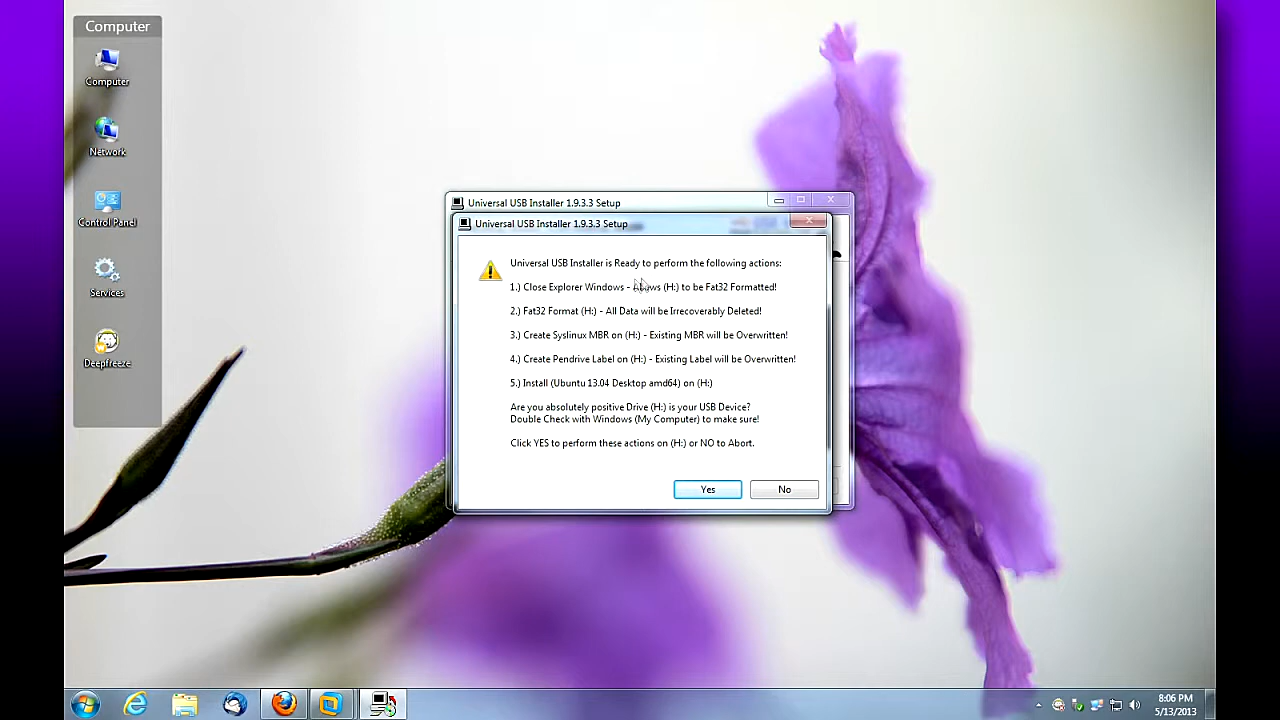 Computer
Computer
Network
Control Panel
Services
Deepfreeze
Universal USB Installer 1.9.3.3 Setup
Universal USB Installer 1.9.3.3 Setup
Universal USB Installer is Ready to perform the following actions:
1.) Close Explorer Windows - Allows (H:) to be Fat32 Formatted!
2.) Fat32 Format (H:) - All Data will be Irrecoverably Deleted!
3.) Create Syslinux MBR on (H:) - Existing MBR will be Overwritten!
4.) Create Pendrive Label on (H:) - Existing Label will be Overwritten!
5.) Install (Ubuntu 13.04 Desktop amd64) on (H:)
Are you absolutely positive Drive (H:) is your USB Device?
Double Check with Windows (My Computer) to make sure!
Click YES to perform these actions on (H:) or NO to Abort.
Yes
No
8:06 PM
5/13/2013